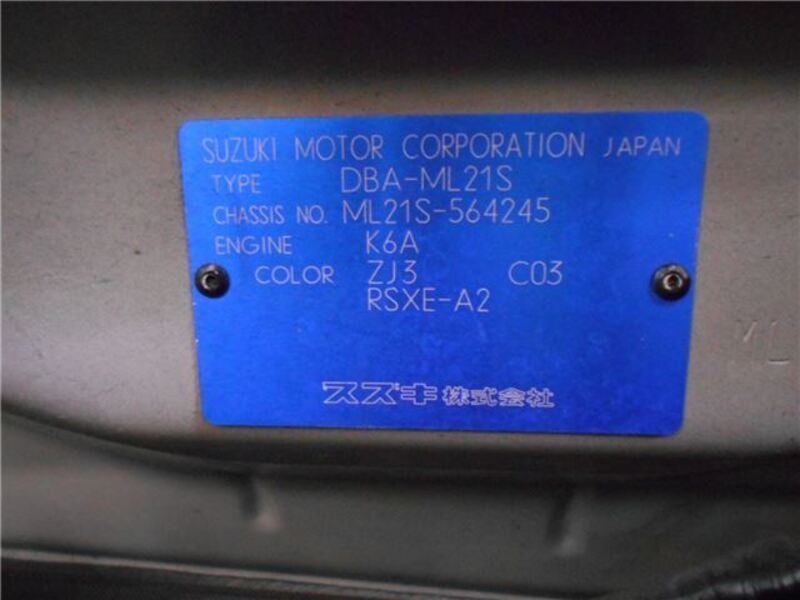 SUZUKI MOTOR CORPORATION JAPAN
TYPE DBA-ML21S
CHASSIS NO. ML21S-564245
ENGINE K6A
COLOR ZJ3 C03
RSXE-A2
スズキ株式会社
ML